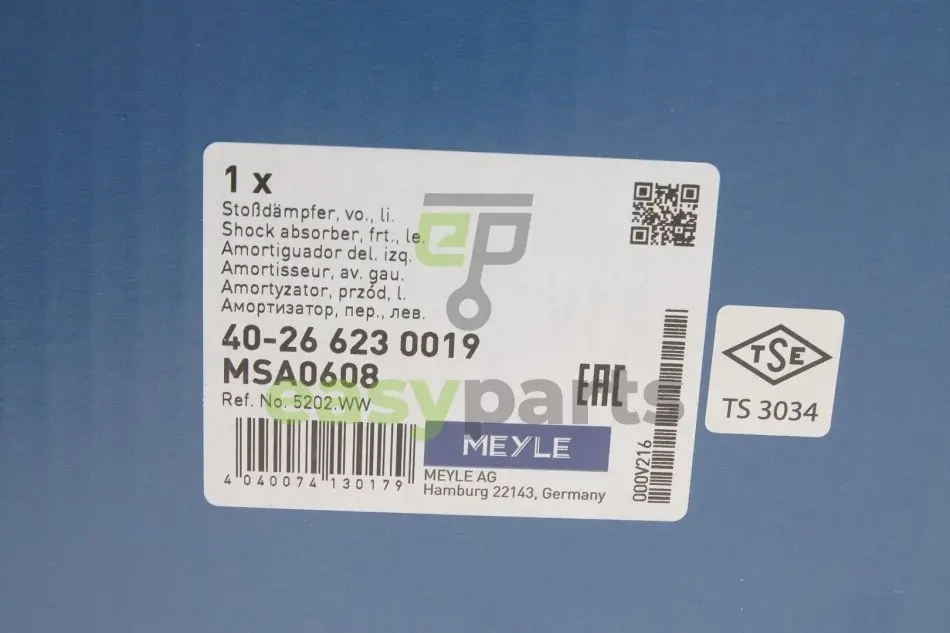 1 x
Stoßdämpfer, vo., li.
Shock absorber, frt., le.
Amortiguador del. izq.
Amortisseur, av. gau.
Amortyzator, przód, l.
Амортизатор, пер., лев.
40-26 623 0019
MSA0608
Ref. No. 5202.WW
4 040074 130179
EAC
MEYLE
MEYLE AG
Hamburg 22143, Germany
000V216
TSE
TS 3034
ep
easyparts